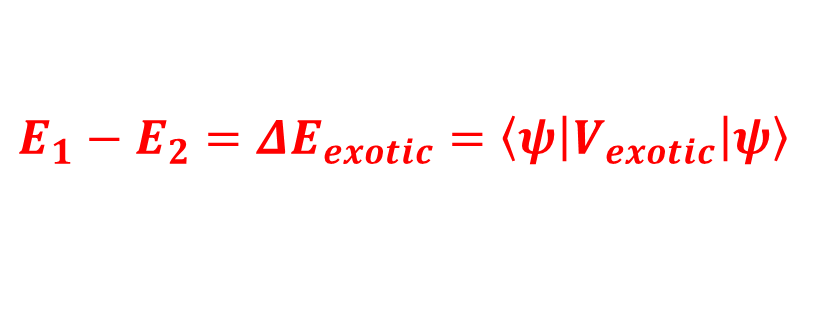 E₁ − E₂ = ΔE_exotic = ⟨ψ|V_exotic|ψ⟩